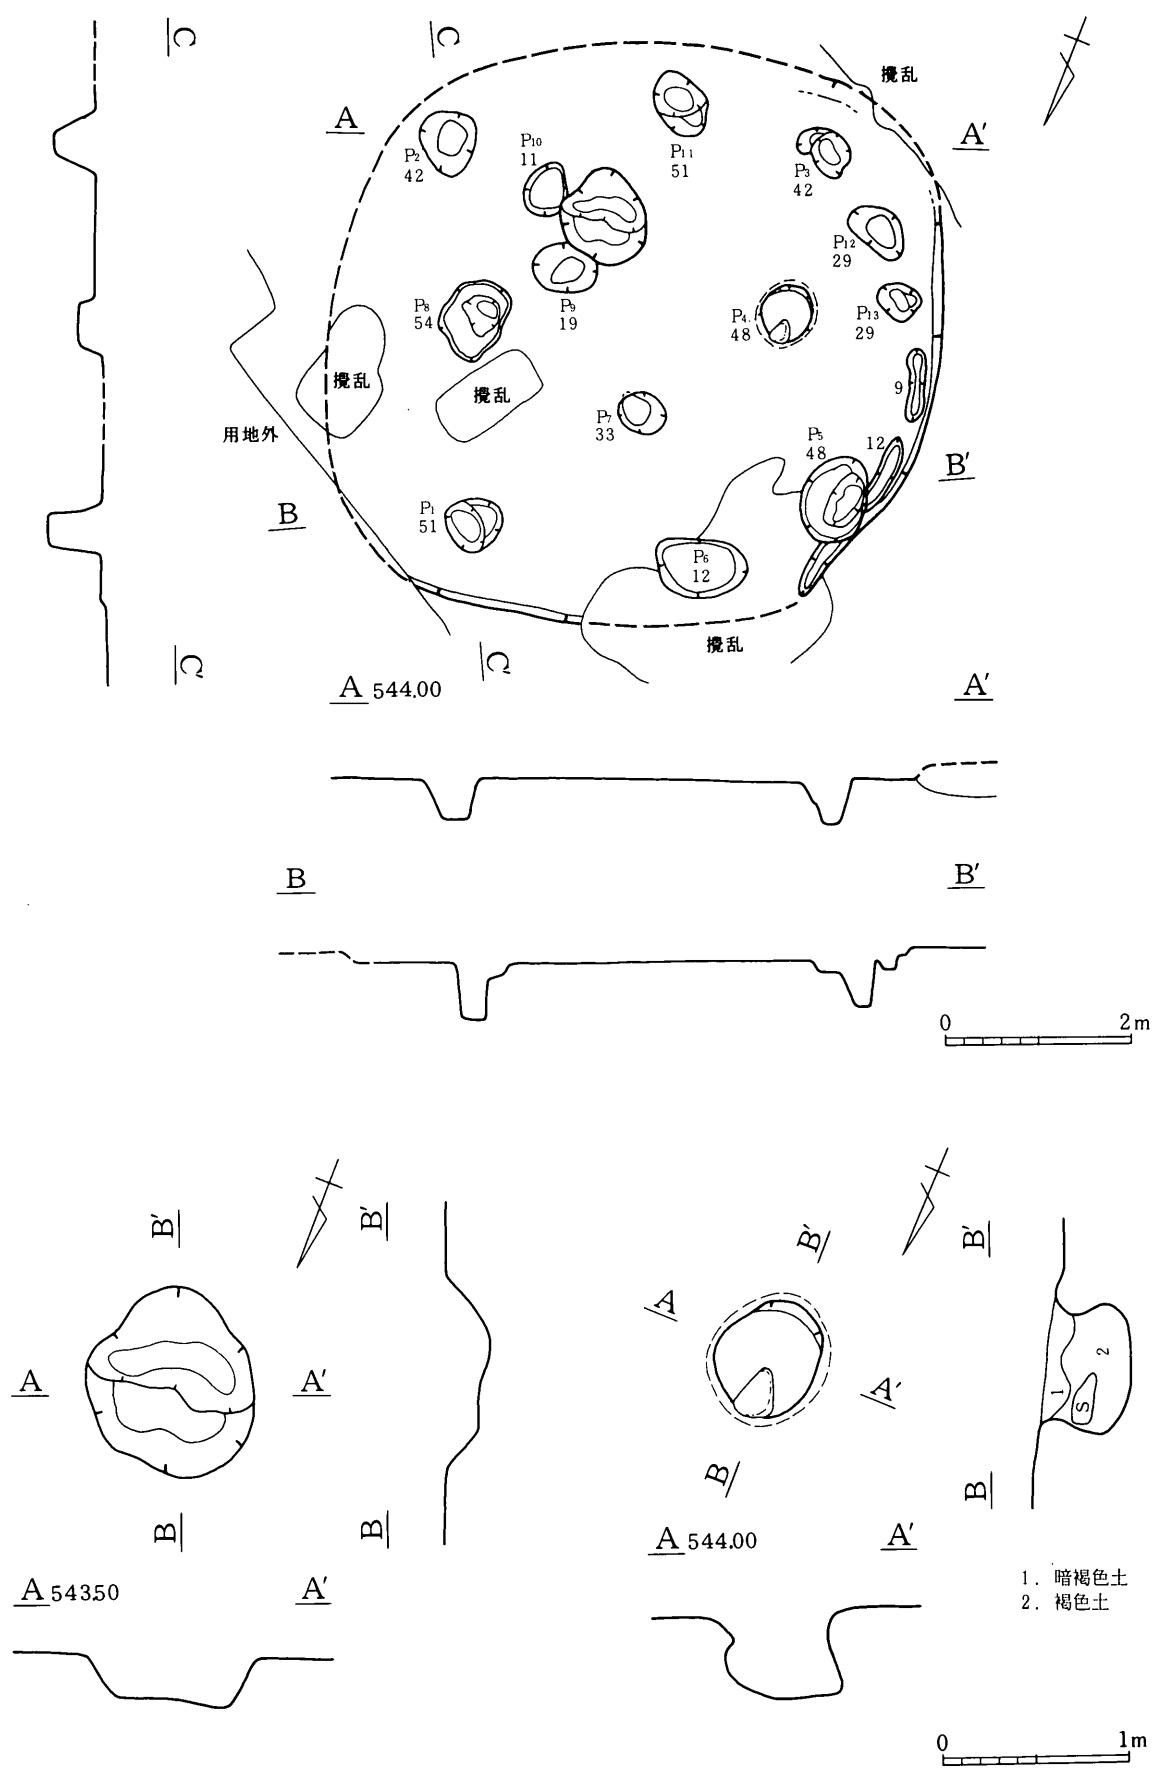 C
C
攪乱
A
A′
P2
42
P10
11
P11
51
P3
42
P12
29
P8
54
P9
19
P4
48
P13
29
攪乱
攪乱
9
用地外
P7
33
P5
48
12
B
B′
P1
51
P6
12
攪乱
C′
C′
A 544.00
A′
B
B′
0 2m
B′
B′
B′
B′
A
A′
A
A′
1
2
S
B
B
B
B
A 543.50
A′
A 544.00
A′
1. 暗褐色土
2. 褐色土
0 1m